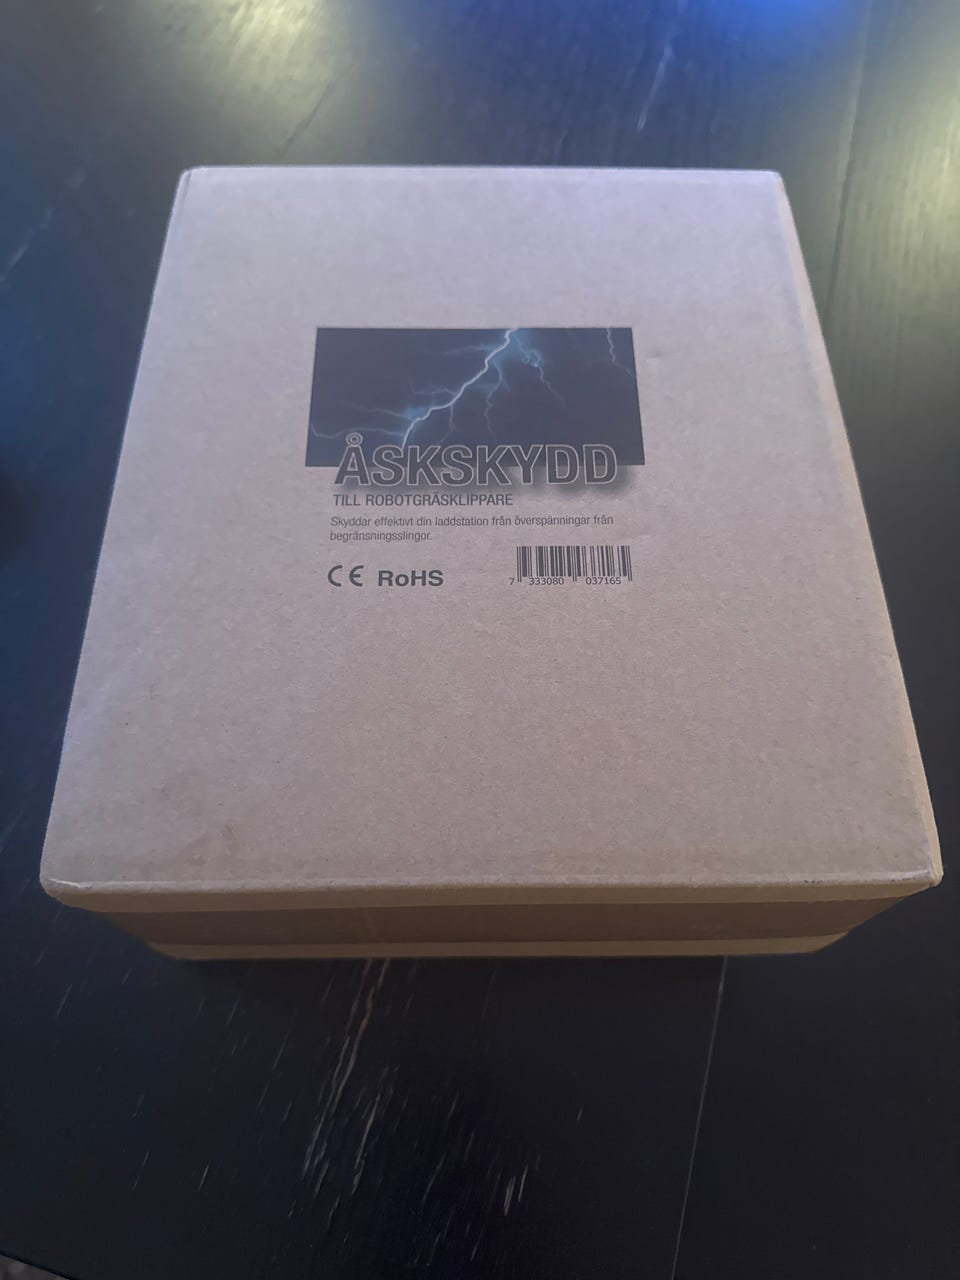 ÅSKSKYDD
TILL ROBOTGRÄSKLIPPARE
Skyddar effektivt din laddstation från överspänningar från
begränsningsslingor.
CE RoHS
7 333080 037165